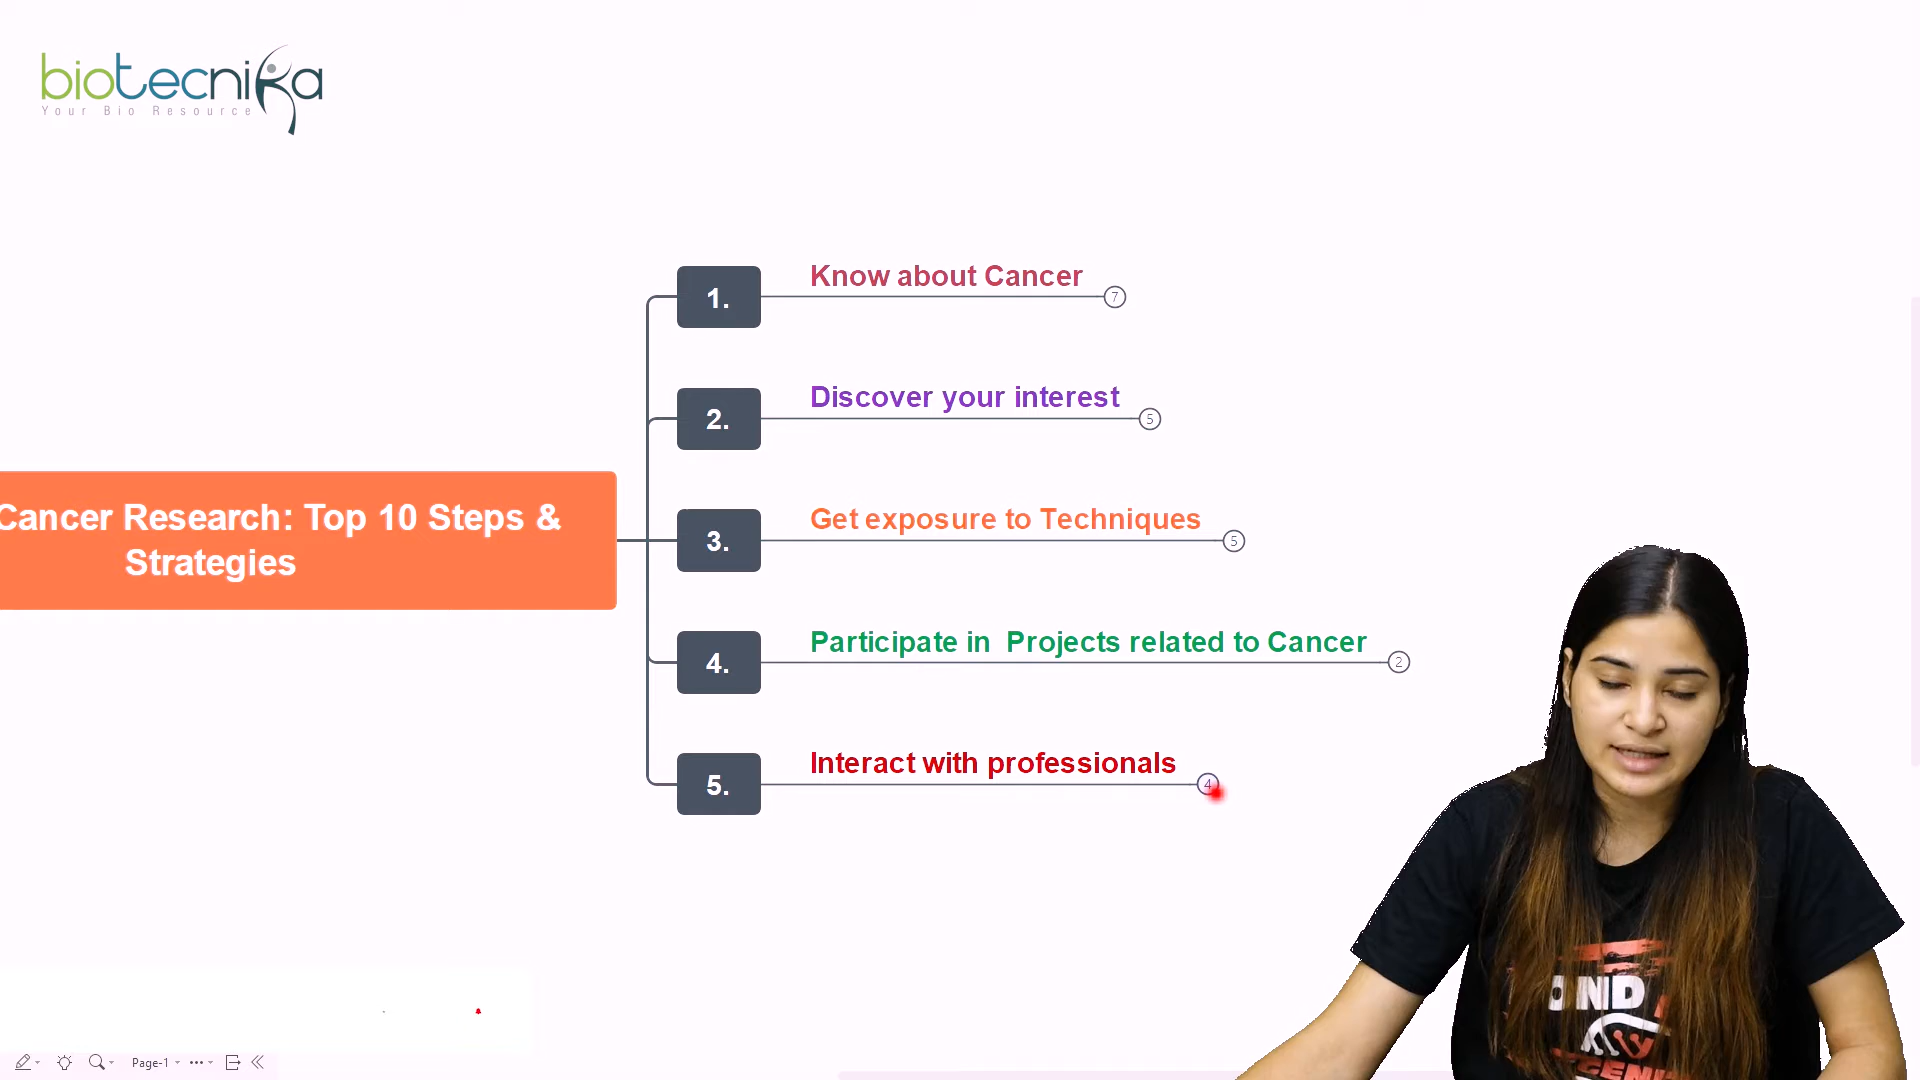 biotecnika
Your Bio Resource
1.
Know about Cancer
7
2.
Discover your interest
5
Cancer Research: Top 10 Steps &
Strategies
3.
Get exposure to Techniques
5
4.
Participate in Projects related to Cancer
2
5.
Interact with professionals
4
Page-1